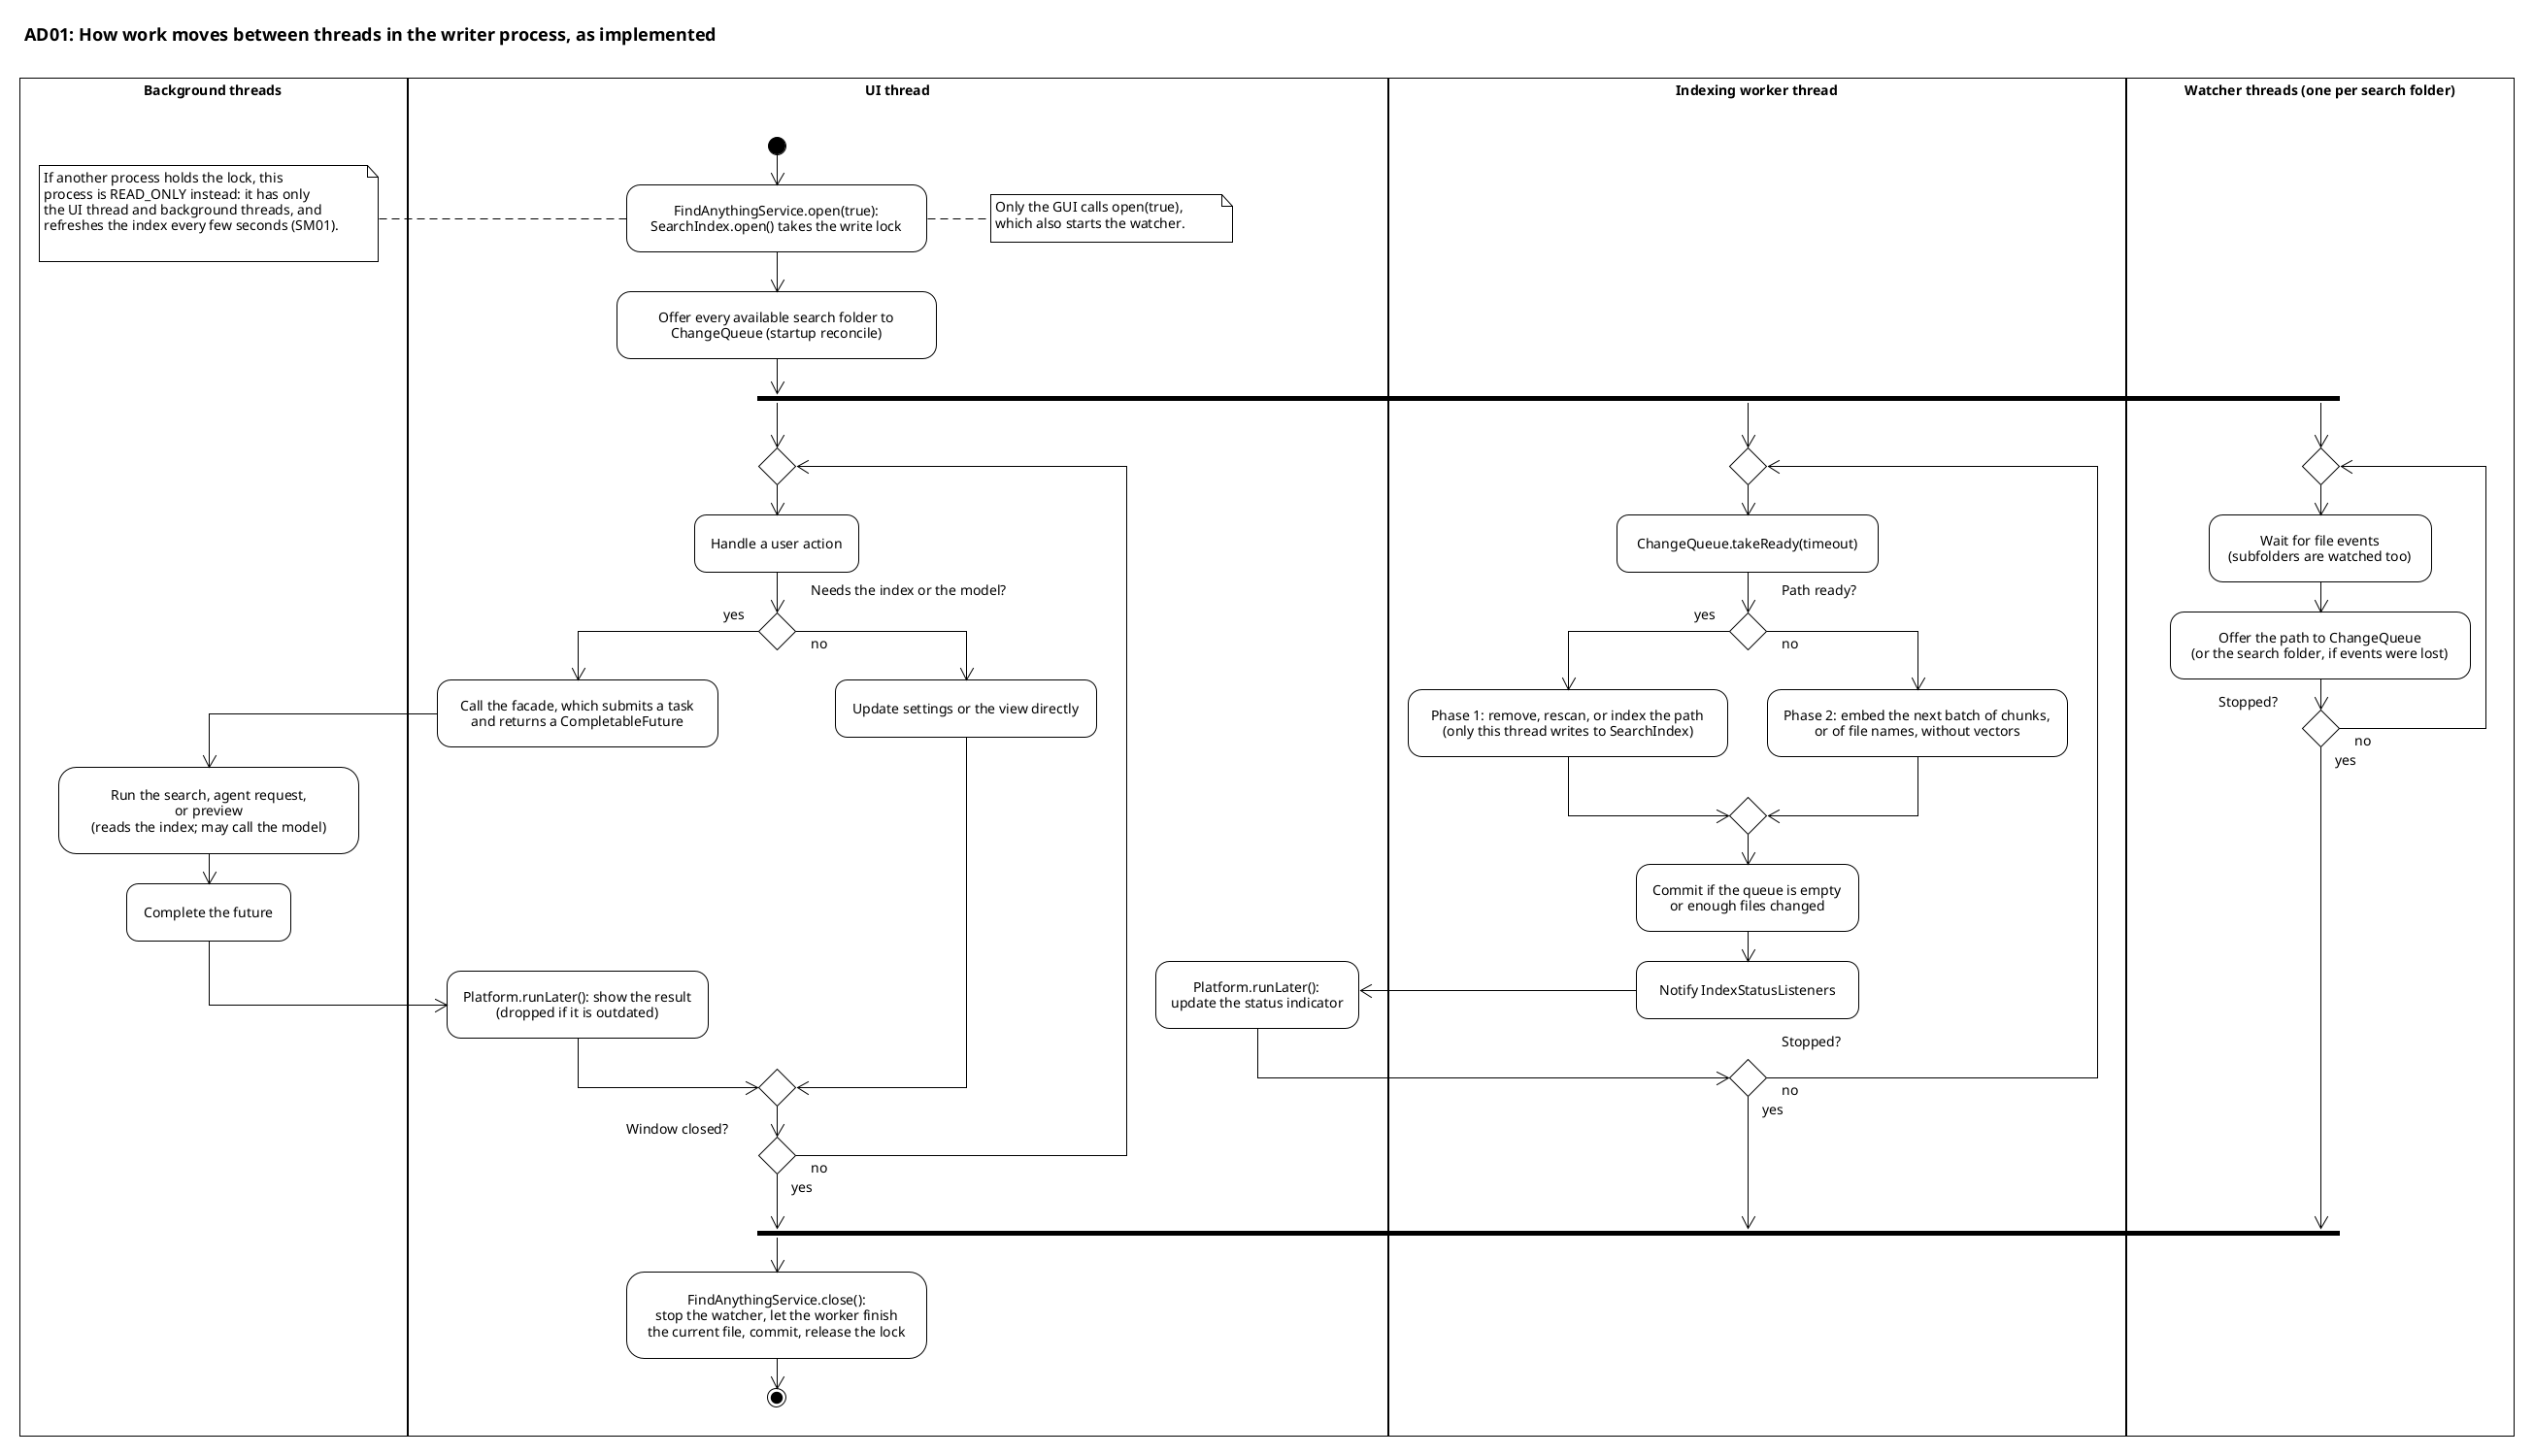 AD01: How work moves between threads in the writer process, as implemented
Background threads
UI thread
Indexing worker thread
Watcher threads (one per search folder)
If another process holds the lock, this
process is READ_ONLY instead: it has only
the UI thread and background threads, and
refreshes the index every few seconds (SM01).
FindAnythingService.open(true):
SearchIndex.open() takes the write lock
Only the GUI calls open(true),
which also starts the watcher.
Offer every available search folder to
ChangeQueue (startup reconcile)
Handle a user action
Needs the index or the model?
yes
no
Call the facade, which submits a task
and returns a CompletableFuture
Update settings or the view directly
Run the search, agent request,
or preview
(reads the index; may call the model)
Complete the future
Platform.runLater(): show the result
(dropped if it is outdated)
Window closed?
no
yes
ChangeQueue.takeReady(timeout)
Path ready?
yes
no
Phase 1: remove, rescan, or index the path
(only this thread writes to SearchIndex)
Phase 2: embed the next batch of chunks,
or of file names, without vectors
Commit if the queue is empty
or enough files changed
Notify IndexStatusListeners
Platform.runLater():
update the status indicator
Stopped?
no
yes
Wait for file events
(subfolders are watched too)
Offer the path to ChangeQueue
(or the search folder, if events were lost)
Stopped?
no
yes
FindAnythingService.close():
stop the watcher, let the worker finish
the current file, commit, release the lock